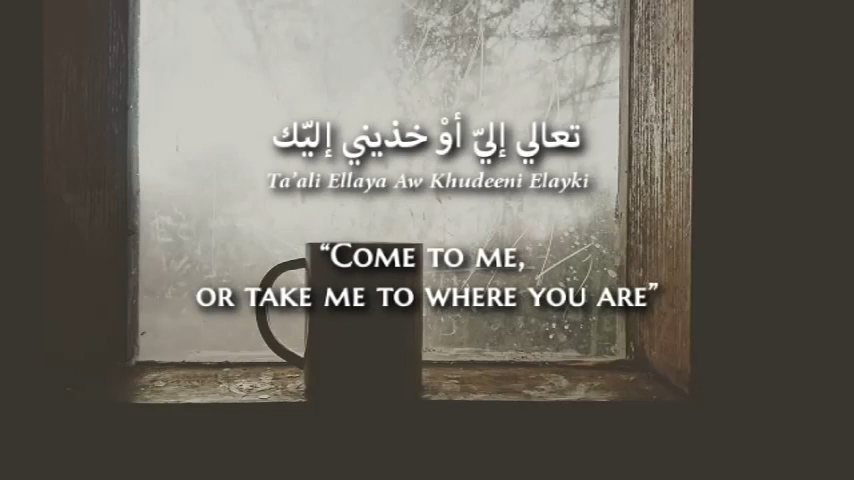 تعالي إليّ أوْ خذيني إليّك
Ta'ali Ellaya Aw Khudeeni Elayki
“Come to me,
or take me to where you are”